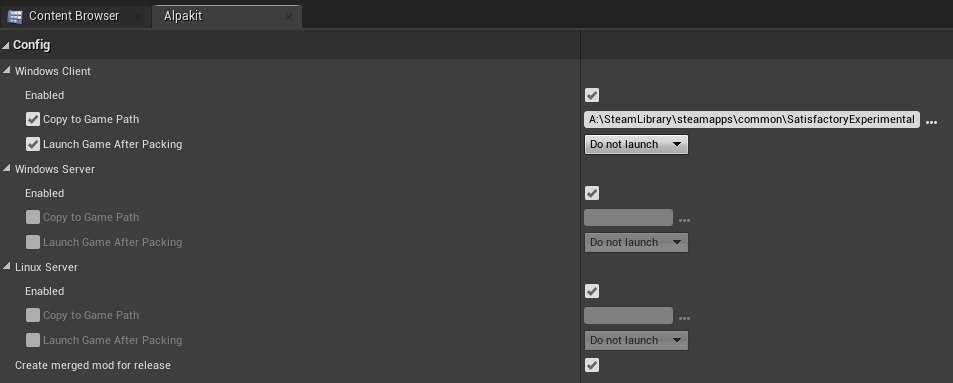 Content Browser Alpakit
Config
Windows Client
Enabled
Copy to Game Path A:\SteamLibrary\steamapps\common\SatisfactoryExperimental ...
Launch Game After Packing Do not launch
Windows Server
Enabled
Copy to Game Path ...
Launch Game After Packing Do not launch
Linux Server
Enabled
Copy to Game Path ...
Launch Game After Packing Do not launch
Create merged mod for release